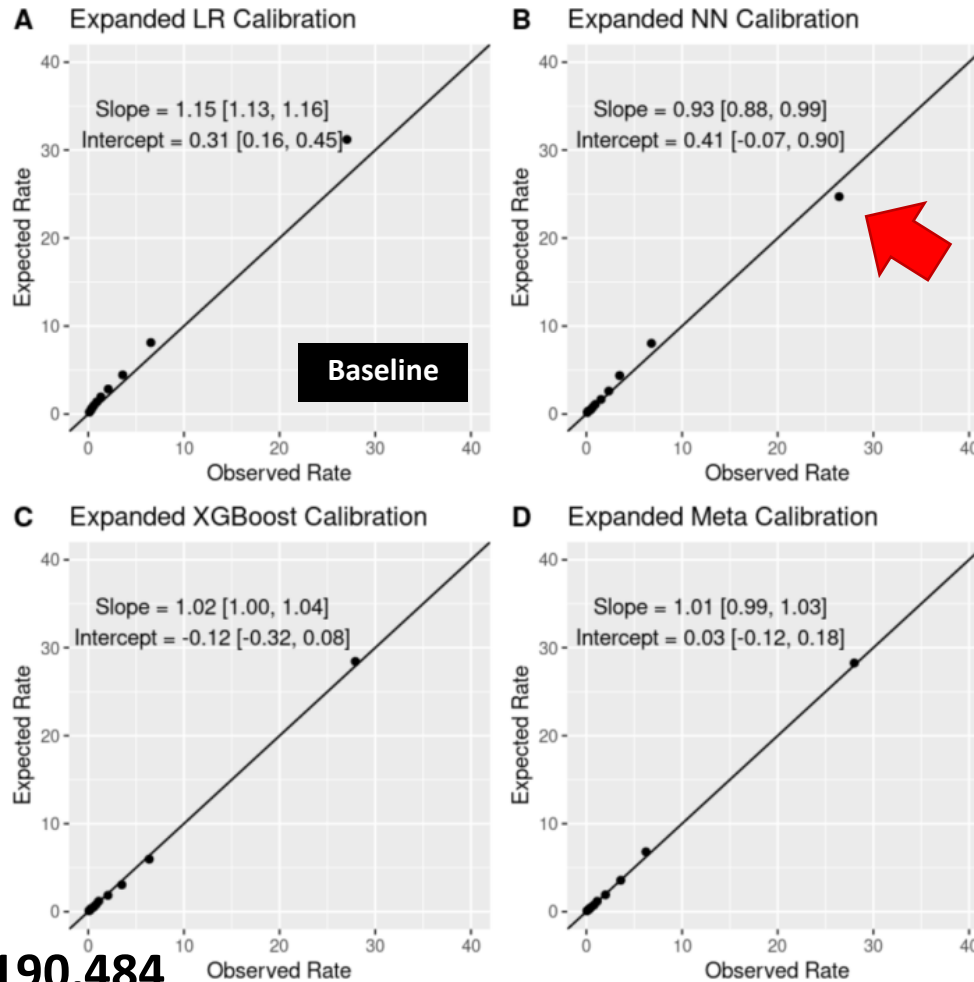 A Expanded LR Calibration
40
Slope = 1.15 [1.13, 1.16]
Intercept = 0.31 [0.16, 0.45]
30
Expected Rate
20
10
Baseline
0
0 10 20 30 40
Observed Rate
B Expanded NN Calibration
40
Slope = 0.93 [0.88, 0.99]
Intercept = 0.41 [-0.07, 0.90]
30
Expected Rate
20
10
0
0 10 20 30 40
Observed Rate
C Expanded XGBoost Calibration
40
Slope = 1.02 [1.00, 1.04]
Intercept = -0.12 [-0.32, 0.08]
30
Expected Rate
20
10
0
0 10 20 30 40
Observed Rate
D Expanded Meta Calibration
40
Slope = 1.01 [0.99, 1.03]
Intercept = 0.03 [-0.12, 0.18]
30
Expected Rate
20
10
0
0 10 20 30 40
Observed Rate
190,484